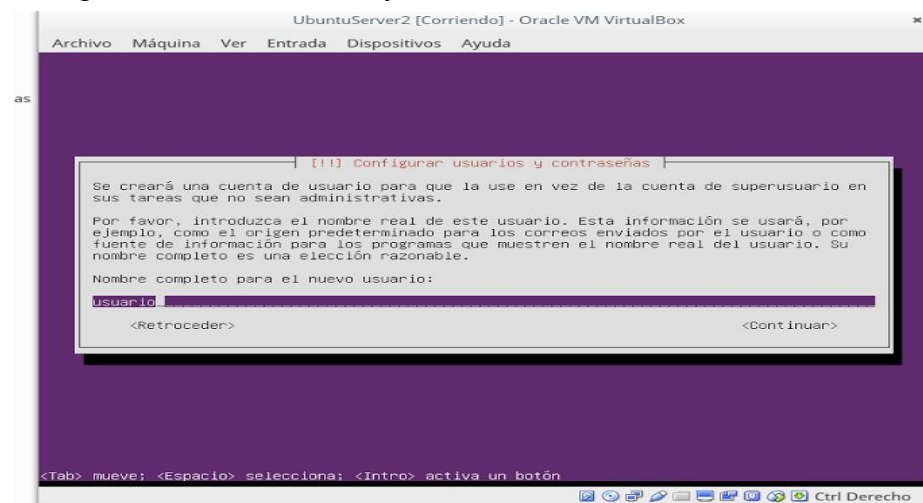 UbuntuServer2 [Corriendo] - Oracle VM VirtualBox
Archivo Máquina Ver Entrada Dispositivos Ayuda
as
[!!] Configurar usuarios y contraseñas
Se creará una cuenta de usuario para que la use en vez de la cuenta de superusuario en
sus tareas que no sean administrativas.
Por favor, introduzca el nombre real de este usuario. Esta información se usará, por
ejemplo, como el origen predeterminado para los correos enviados por el usuario o como
fuente de información para los programas que muestren el nombre real del usuario. Su
nombre completo es una elección razonable.
Nombre completo para el nuevo usuario:
usuario
<Retroceder> <Continuar>
<Tab> mueve; <Espacio> selecciona; <Intro> activa un botón
Ctrl Derecho